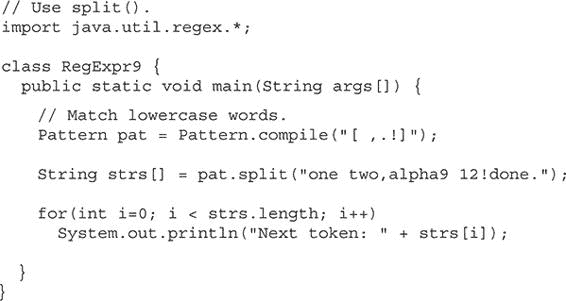 // Use split().
import java.util.regex.*;

class RegExpr9 {
  public static void main(String args[]) {

    // Match lowercase words.
    Pattern pat = Pattern.compile("[ ,.!]");

    String strs[] = pat.split("one two,alpha9 12!done.");

    for(int i=0; i < strs.length; i++)
      System.out.println("Next token: " + strs[i]);

  }
}